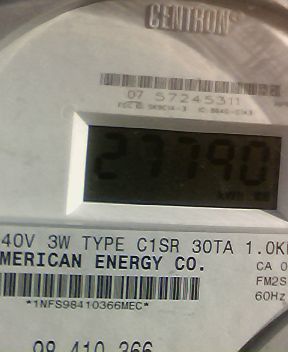 CENTRON
07 57245311
27790
40V 3W TYPE C1SR 30TA 1.0K
MERICAN ENERGY CO.
CA 0
FM2S
60Hz
*1NFS98410366MEC*
98 410 366